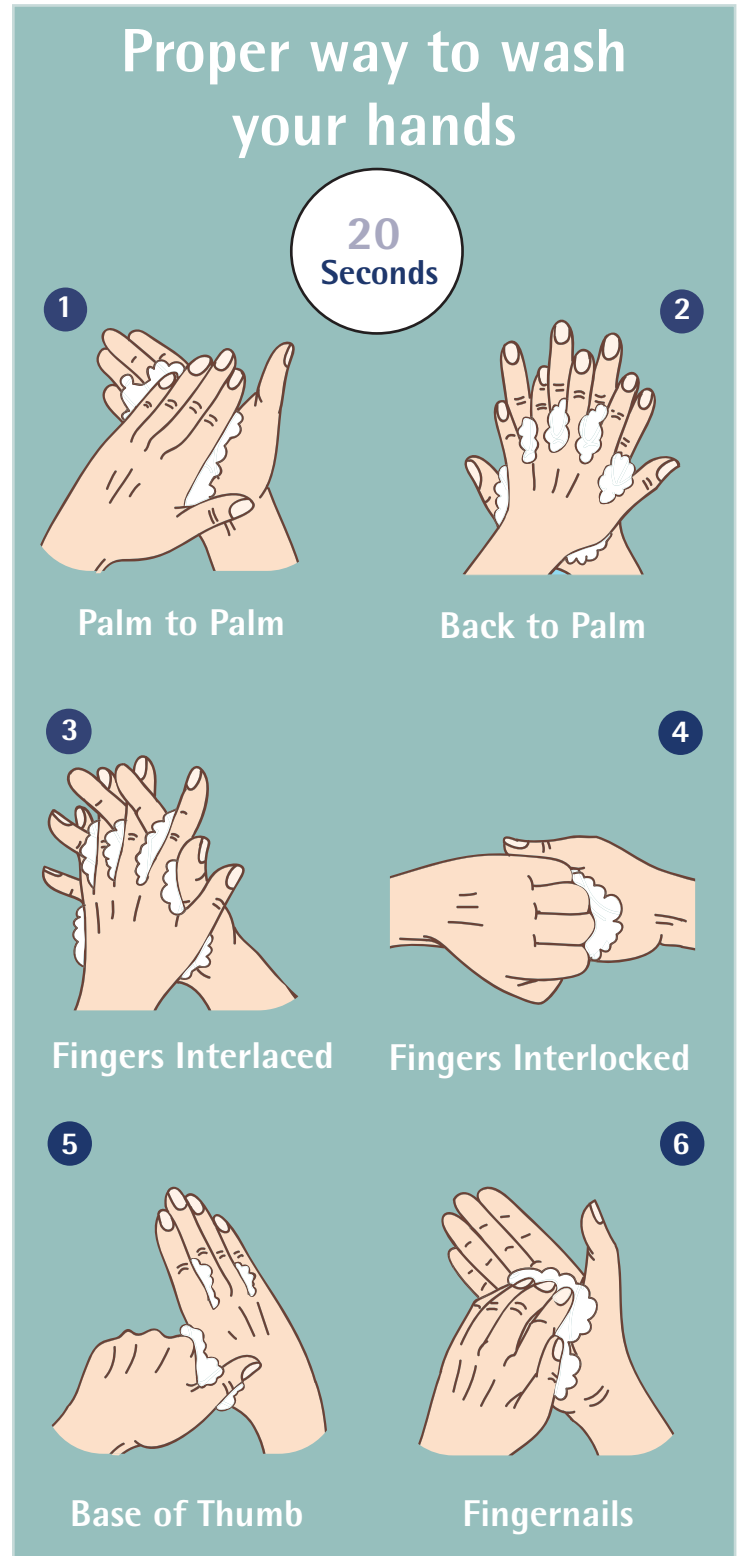 Proper way to wash
your hands
20
Seconds
1
2
Palm to Palm
Back to Palm
3
4
Fingers Interlaced
Fingers Interlocked
5
6
Base of Thumb
Fingernails